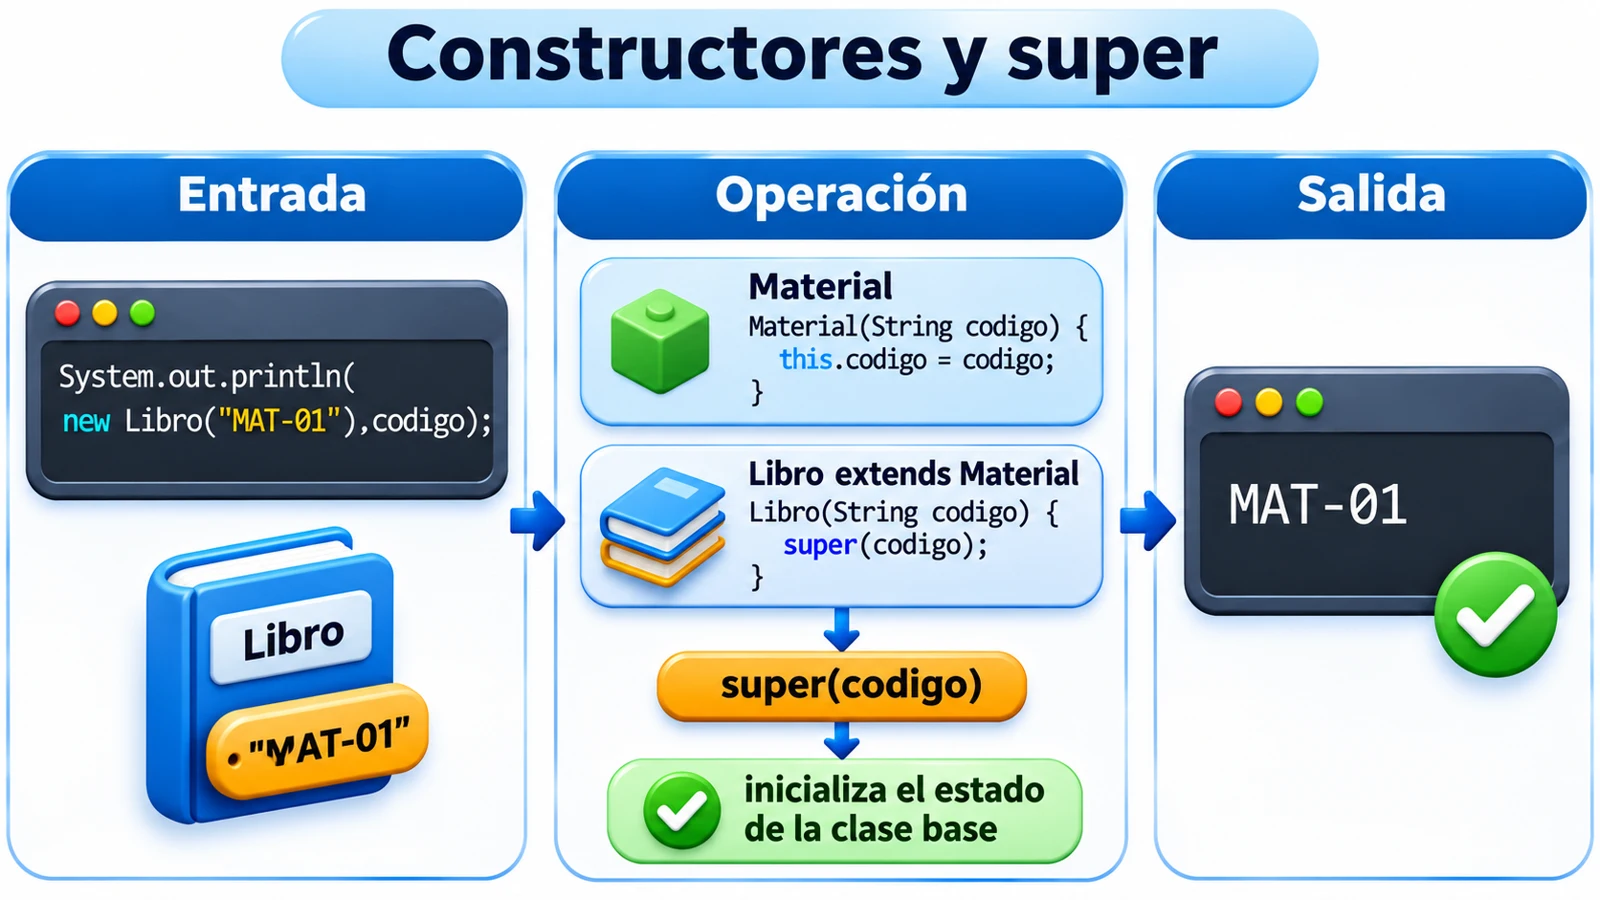 Constructores y super
Entrada
System.out.println(
new Libro("MAT-01"),codigo);
Libro
"MAT-01"
Operación
Material
Material(String codigo) {
this.codigo = codigo;
}
Libro extends Material
Libro(String codigo) {
super(codigo);
}
super(codigo)
inicializa el estado
de la clase base
Salida
MAT-01